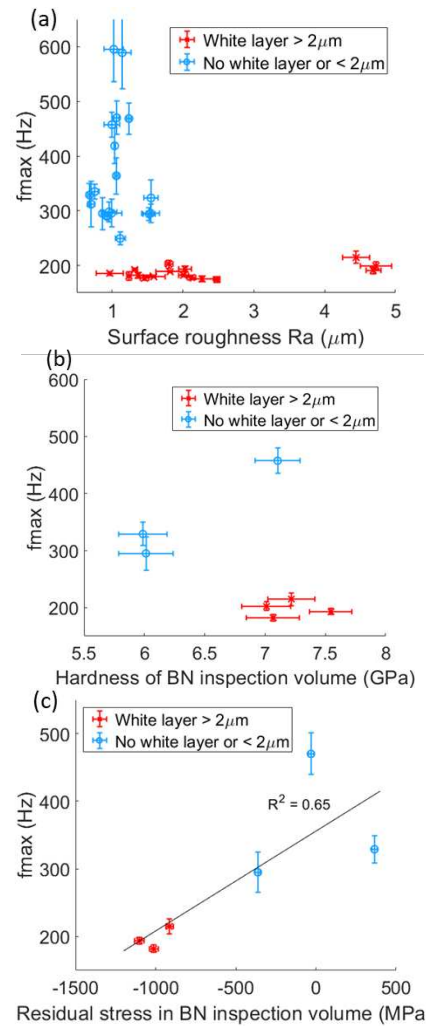 (a)
600
500
400
300
200
fmax (Hz)
White layer > 2μm
No white layer or < 2μm
1
2
3
4
5
Surface roughness Ra (μm)
(b)
600
500
400
300
200
fmax (Hz)
White layer > 2μm
No white layer or < 2μm
5.5
6
6.5
7
7.5
8
Hardness of BN inspection volume (GPa)
(c)
500
400
300
200
fmax (Hz)
White layer > 2μm
No white layer or < 2μm
R² = 0.65
-1500
-1000
-500
0
500
Residual stress in BN inspection volume (MPa